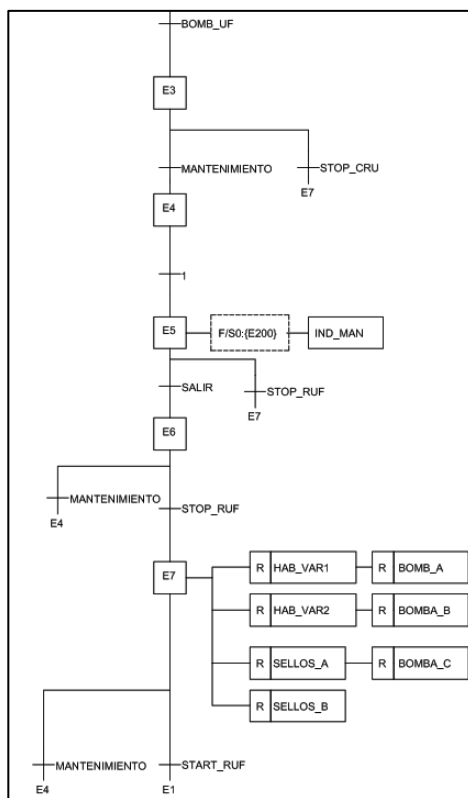 BOMB_UF
E3
MANTENIMIENTO
STOP_CRU
E7
E4
1
E5
F/S0:{E200}
IND_MAN
SALIR
STOP_RUF
E7
E6
MANTENIMIENTO
E4
STOP_RUF
E7
R HAB_VAR1
R BOMB_A
R HAB_VAR2
R BOMBA_B
R SELLOS_A
R BOMBA_C
R SELLOS_B
MANTENIMIENTO
START_RUF
E4
E1